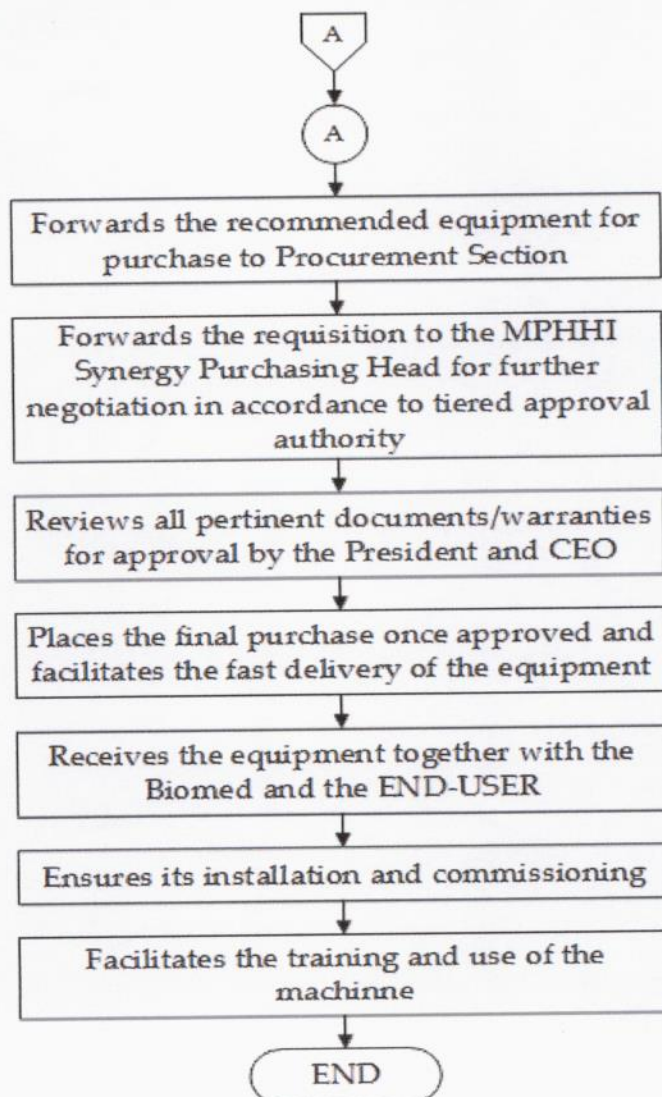 A
A
Forwards the recommended equipment for
purchase to Procurement Section
Forwards the requisition to the MPHHI
Synergy Purchasing Head for further
negotiation in accordance to tiered approval
authority
Reviews all pertinent documents/warranties
for approval by the President and CEO
Places the final purchase once approved and
facilitates the fast delivery of the equipment
Receives the equipment together with the
Biomed and the END-USER
Ensures its installation and commissioning
Facilitates the training and use of the
machinne
END